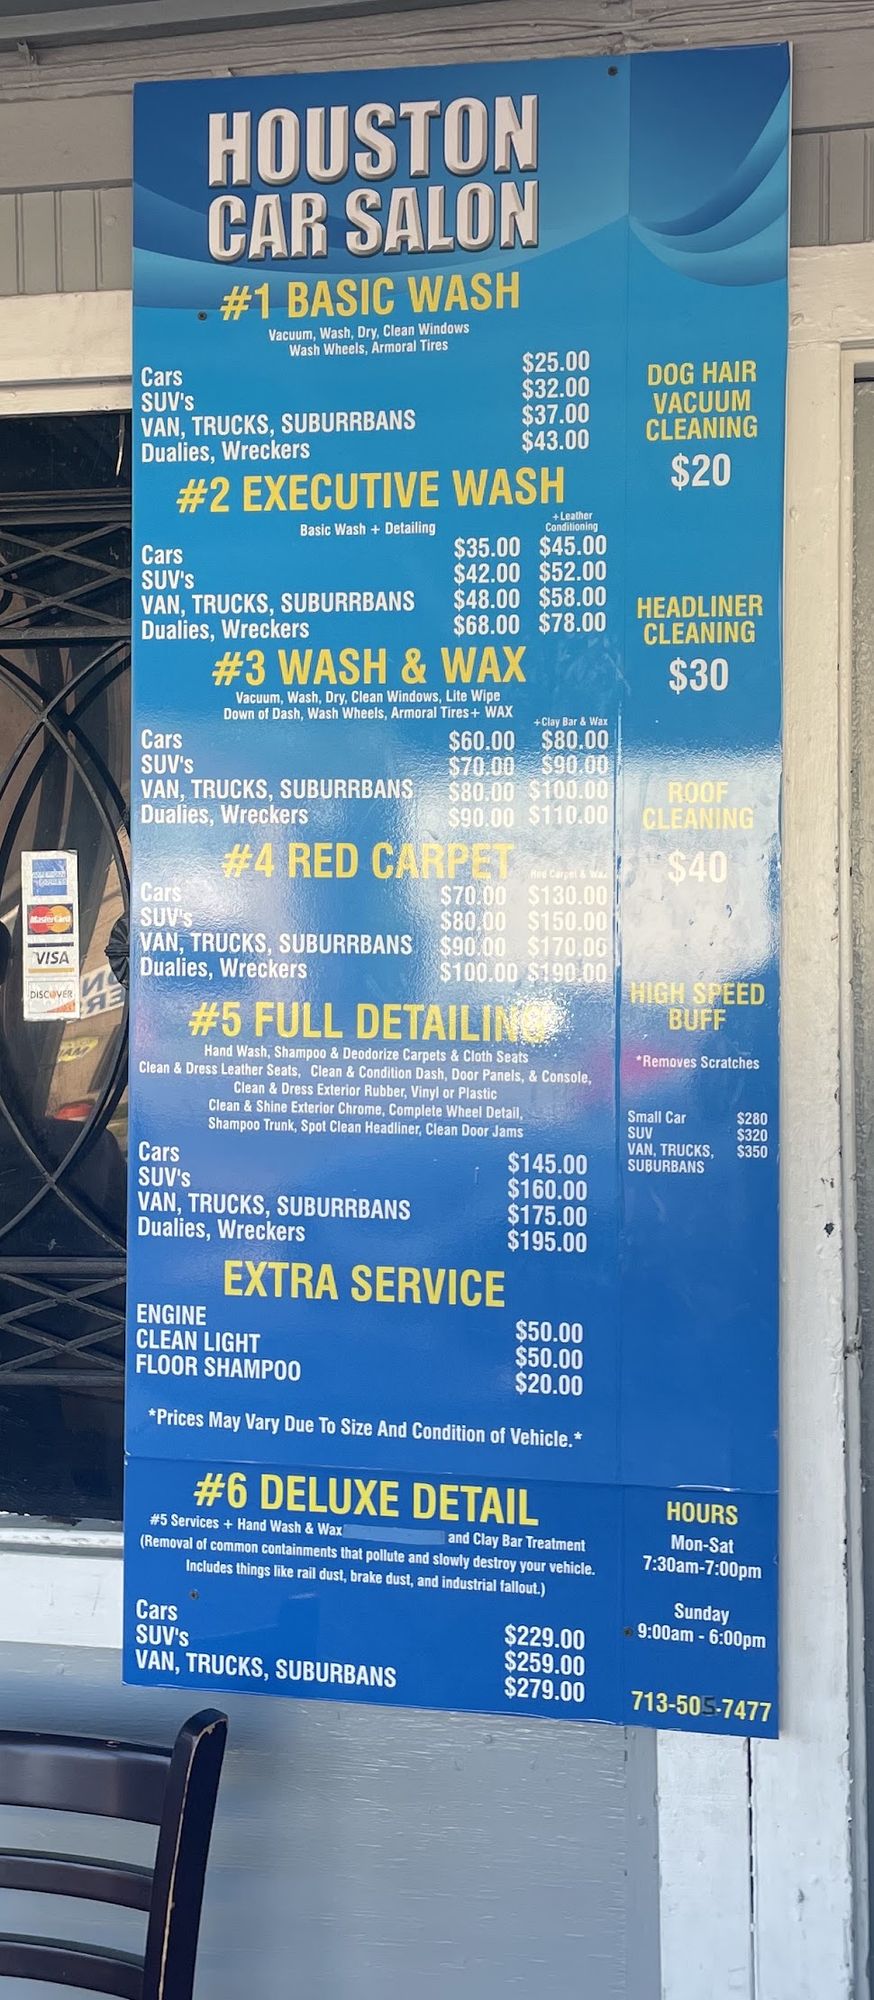 HOUSTON
CAR SALON
#1 BASIC WASH
Vacuum, Wash, Dry, Clean Windows
Wash Wheels, Armoral Tires
Cars $25.00
SUV's $32.00
VAN, TRUCKS, SUBURRBANS $37.00
Dualies, Wreckers $43.00
#2 EXECUTIVE WASH
Basic Wash + Detailing
+Leather
Conditioning
Cars $35.00 $45.00
SUV's $42.00 $52.00
VAN, TRUCKS, SUBURRBANS $48.00 $58.00
Dualies, Wreckers $68.00 $78.00
#3 WASH & WAX
Vacuum, Wash, Dry, Clean Windows, Lite Wipe
Down of Dash, Wash Wheels, Armoral Tires+ WAX
+Clay Bar & Wax
Cars $60.00 $80.00
SUV's $70.00 $90.00
VAN, TRUCKS, SUBURRBANS $80.00 $100.00
Dualies, Wreckers $90.00 $110.00
#4 RED CARPET
Red Carpet & Wax
Cars $70.00 $130.00
SUV's $80.00 $150.00
VAN, TRUCKS, SUBURRBANS $90.00 $170.00
Dualies, Wreckers $100.00 $190.00
#5 FULL DETAILING
Hand Wash, Shampoo & Deodorize Carpets & Cloth Seats
Clean & Dress Leather Seats, Clean & Condition Dash, Door Panels, & Console,
Clean & Dress Exterior Rubber, Vinyl or Plastic
Clean & Shine Exterior Chrome, Complete Wheel Detail,
Shampoo Trunk, Spot Clean Headliner, Clean Door Jams
Cars $145.00
SUV's $160.00
VAN, TRUCKS, SUBURRBANS $175.00
Dualies, Wreckers $195.00
EXTRA SERVICE
ENGINE $50.00
CLEAN LIGHT $50.00
FLOOR SHAMPOO $20.00
*Prices May Vary Due To Size And Condition of Vehicle.*
#6 DELUXE DETAIL
#5 Services + Hand Wash & Wax and Clay Bar Treatment
(Removal of common containments that pollute and slowly destroy your vehicle.
Includes things like rail dust, brake dust, and industrial fallout.)
Cars $229.00
SUV's $259.00
VAN, TRUCKS, SUBURBANS $279.00
DOG HAIR
VACUUM
CLEANING
$20
HEADLINER
CLEANING
$30
ROOF
CLEANING
$40
HIGH SPEED
BUFF
*Removes Scratches
Small Car $280
SUV $320
VAN, TRUCKS, $350
SUBURBANS
HOURS
Mon-Sat
7:30am-7:00pm
Sunday
9:00am - 6:00pm
713-505-7477
AMERICAN
EXPRESS
MasterCard
VISA
DISCOVER